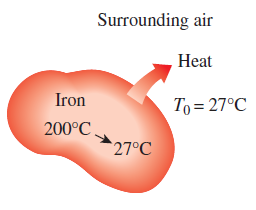 Surrounding air
Heat
Iron
T₀ = 27°C
200°C
27°C